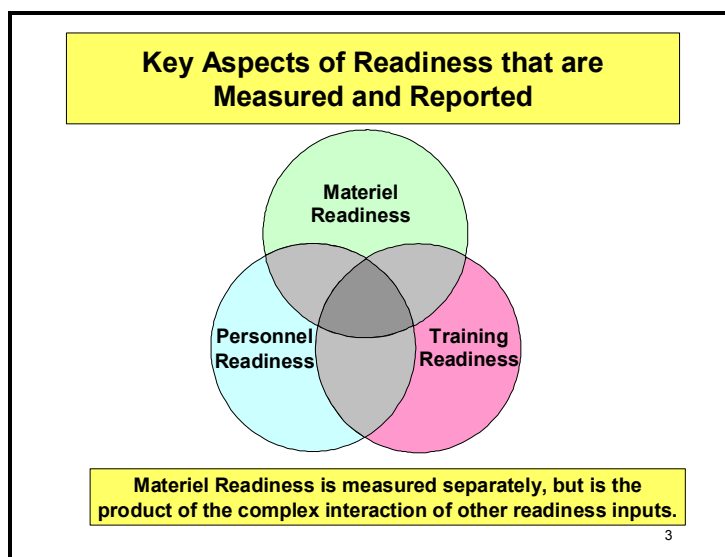 Key Aspects of Readiness that are
Measured and Reported
Materiel
Readiness
Personnel
Readiness
Training
Readiness
Materiel Readiness is measured separately, but is the
product of the complex interaction of other readiness inputs.
3